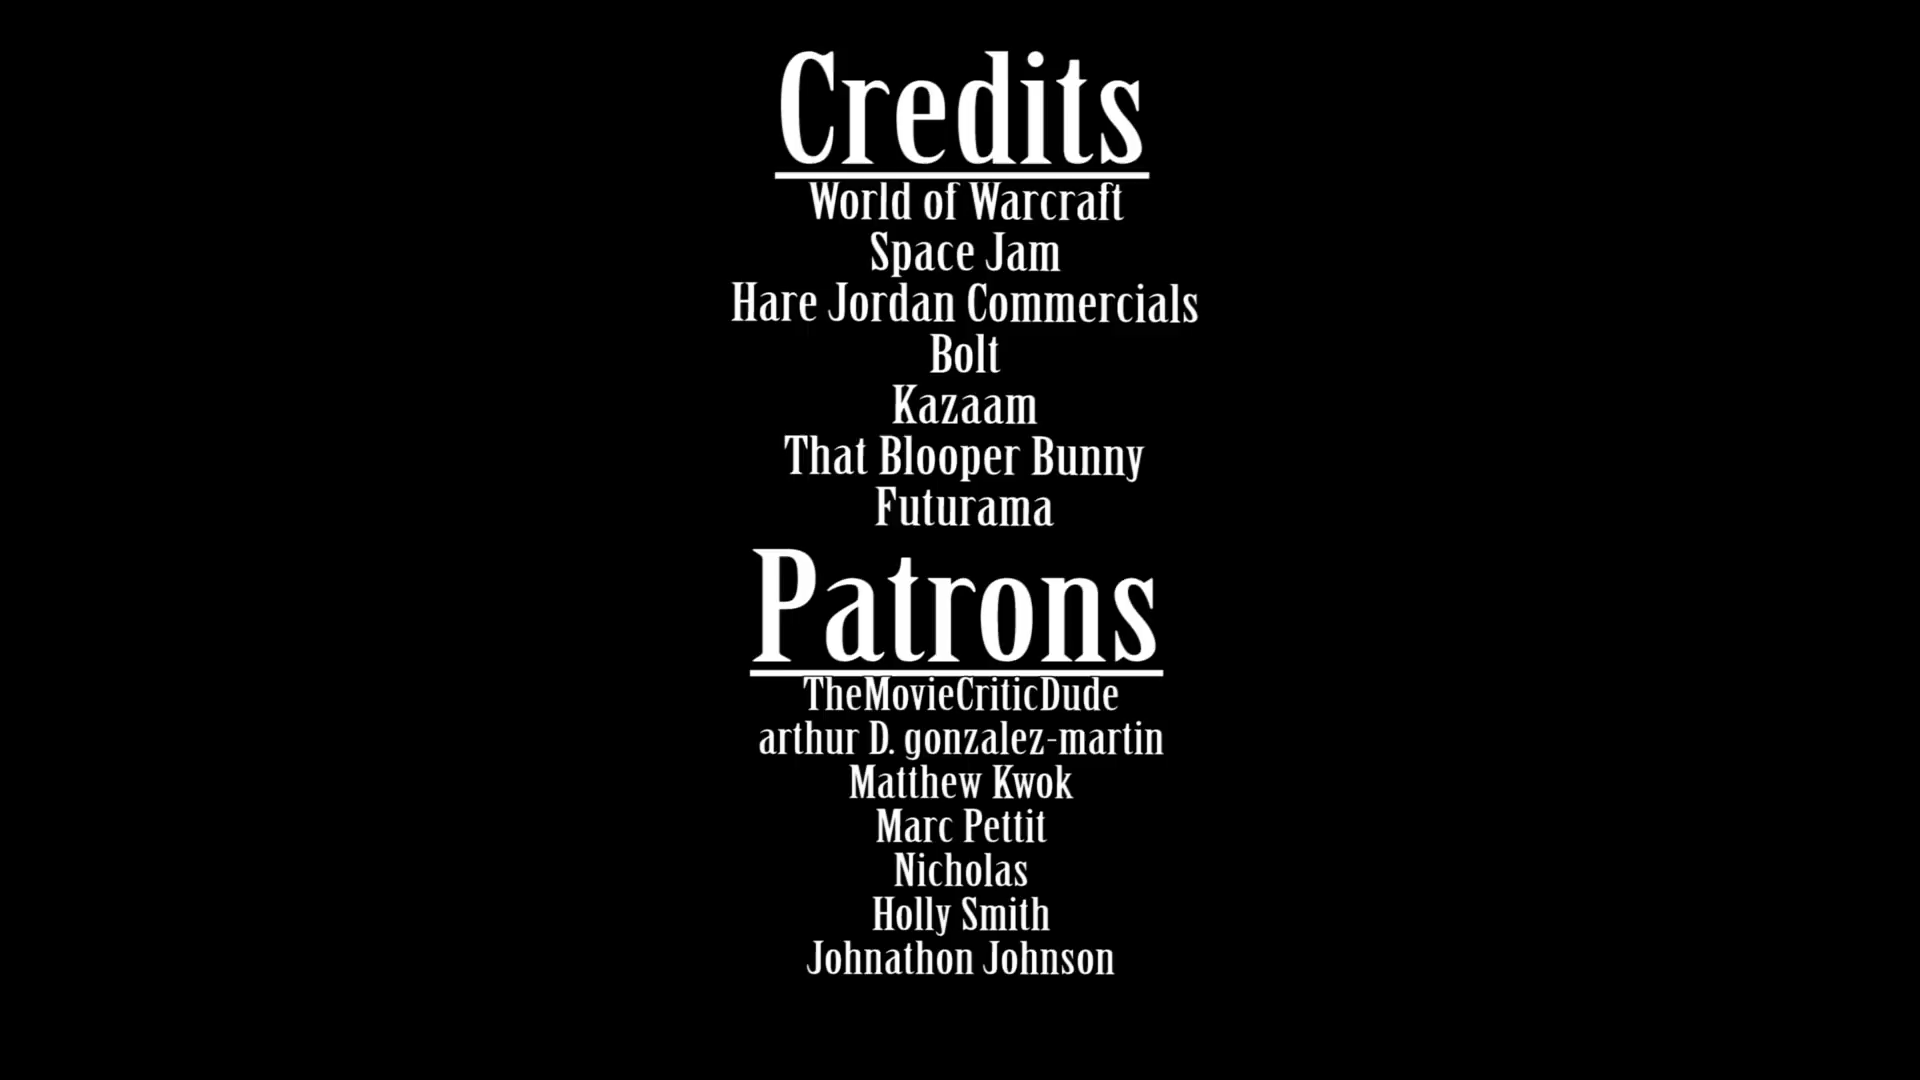 Credits
World of Warcraft
Space Jam
Hare Jordan Commercials
Bolt
Kazaam
That Blooper Bunny
Futurama
Patrons
TheMovieCriticDude
arthur D. gonzalez-martin
Matthew Kwok
Marc Pettit
Nicholas
Holly Smith
Johnathon Johnson